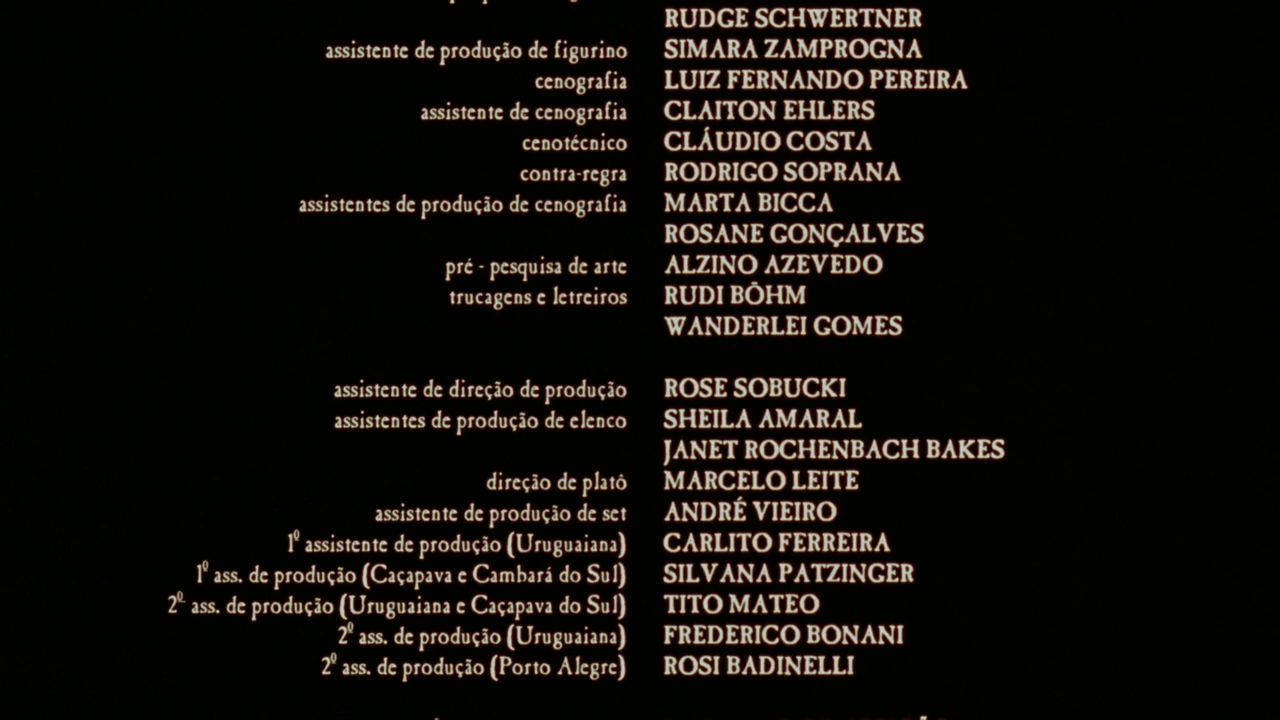 RUDGE SCHWERTNER
assistente de produção de figurino SIMARA ZAMPROGNA
cenografia LUIZ FERNANDO PEREIRA
assistente de cenografia CLAITON EHLERS
cenotécnico CLÁUDIO COSTA
contra-regra RODRIGO SOPRANA
assistentes de produção de cenografia MARTA BICCA
ROSANE GONÇALVES
pré - pesquisa de arte ALZINO AZEVEDO
trucagens e letreiros RUDI BÖHM
WANDERLEI GOMES
assistente de direção de produção ROSE SOBUCKI
assistentes de produção de elenco SHEILA AMARAL
JANET ROCHENBACH BAKES
direção de platô MARCELO LEITE
assistente de produção de set ANDRÉ VIEIRO
1º assistente de produção (Uruguaiana) CARLITO FERREIRA
1º ass. de produção (Caçapava e Cambará do Sul) SILVANA PATZINGER
2º ass. de produção (Uruguaiana e Caçapava do Sul) TITO MATEO
2º ass. de produção (Uruguaiana) FREDERICO BONANI
2º ass. de produção (Porto Alegre) ROSI BADINELLI